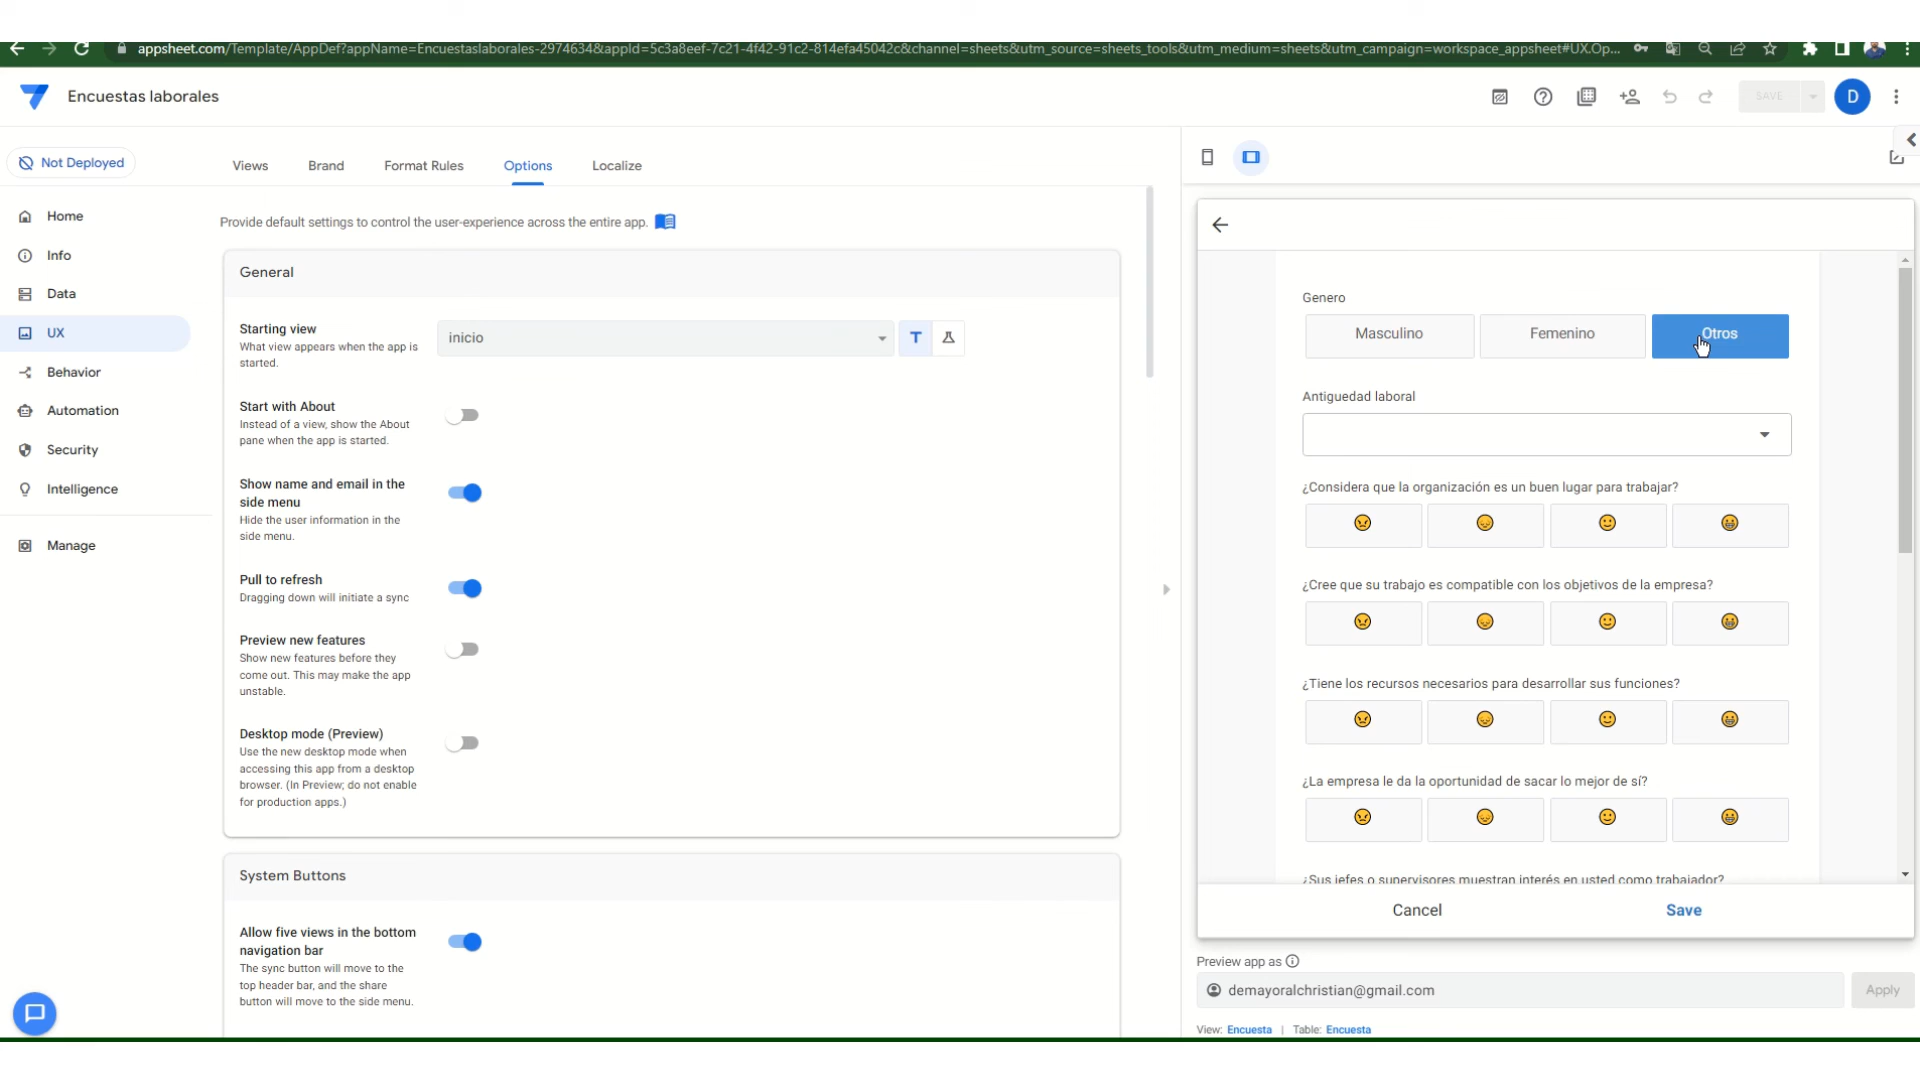 appsheet.com/Template/AppDef?appName=Encuestaslaborales-2974634&appId=5c3a8eef-7c21-4f42-91c2-814efa45042c&channel=sheets&utm_source=sheets_tools&utm_medium=sheets&utm_campaign=workspace_appsheet#UX.Op...
Encuestas laborales
SAVE
D
Not Deployed
Views
Brand
Format Rules
Options
Localize
Home
Info
Data
UX
Behavior
Automation
Security
Intelligence
Manage
Provide default settings to control the user-experience across the entire app.
General
Starting view
What view appears when the app is
started.
inicio
Start with About
Instead of a view, show the About
pane when the app is started.
Show name and email in the
side menu
Hide the user information in the
side menu.
Pull to refresh
Dragging down will initiate a sync
Preview new features
Show new features before they
come out. This may make the app
unstable.
Desktop mode (Preview)
Use the new desktop mode when
accessing this app from a desktop
browser. (In Preview; do not enable
for production apps.)
System Buttons
Allow five views in the bottom
navigation bar
The sync button will move to the
top header bar, and the share
button will move to the side menu.
Genero
Masculino
Femenino
Otros
Antiguedad laboral
¿Considera que la organización es un buen lugar para trabajar?
¿Cree que su trabajo es compatible con los objetivos de la empresa?
¿Tiene los recursos necesarios para desarrollar sus funciones?
¿La empresa le da la oportunidad de sacar lo mejor de sí?
¿Sus jefes o supervisores muestran interés en usted como trabajador?
Cancel
Save
Preview app as
demayoralchristian@gmail.com
Apply
View: Encuesta | Table: Encuesta